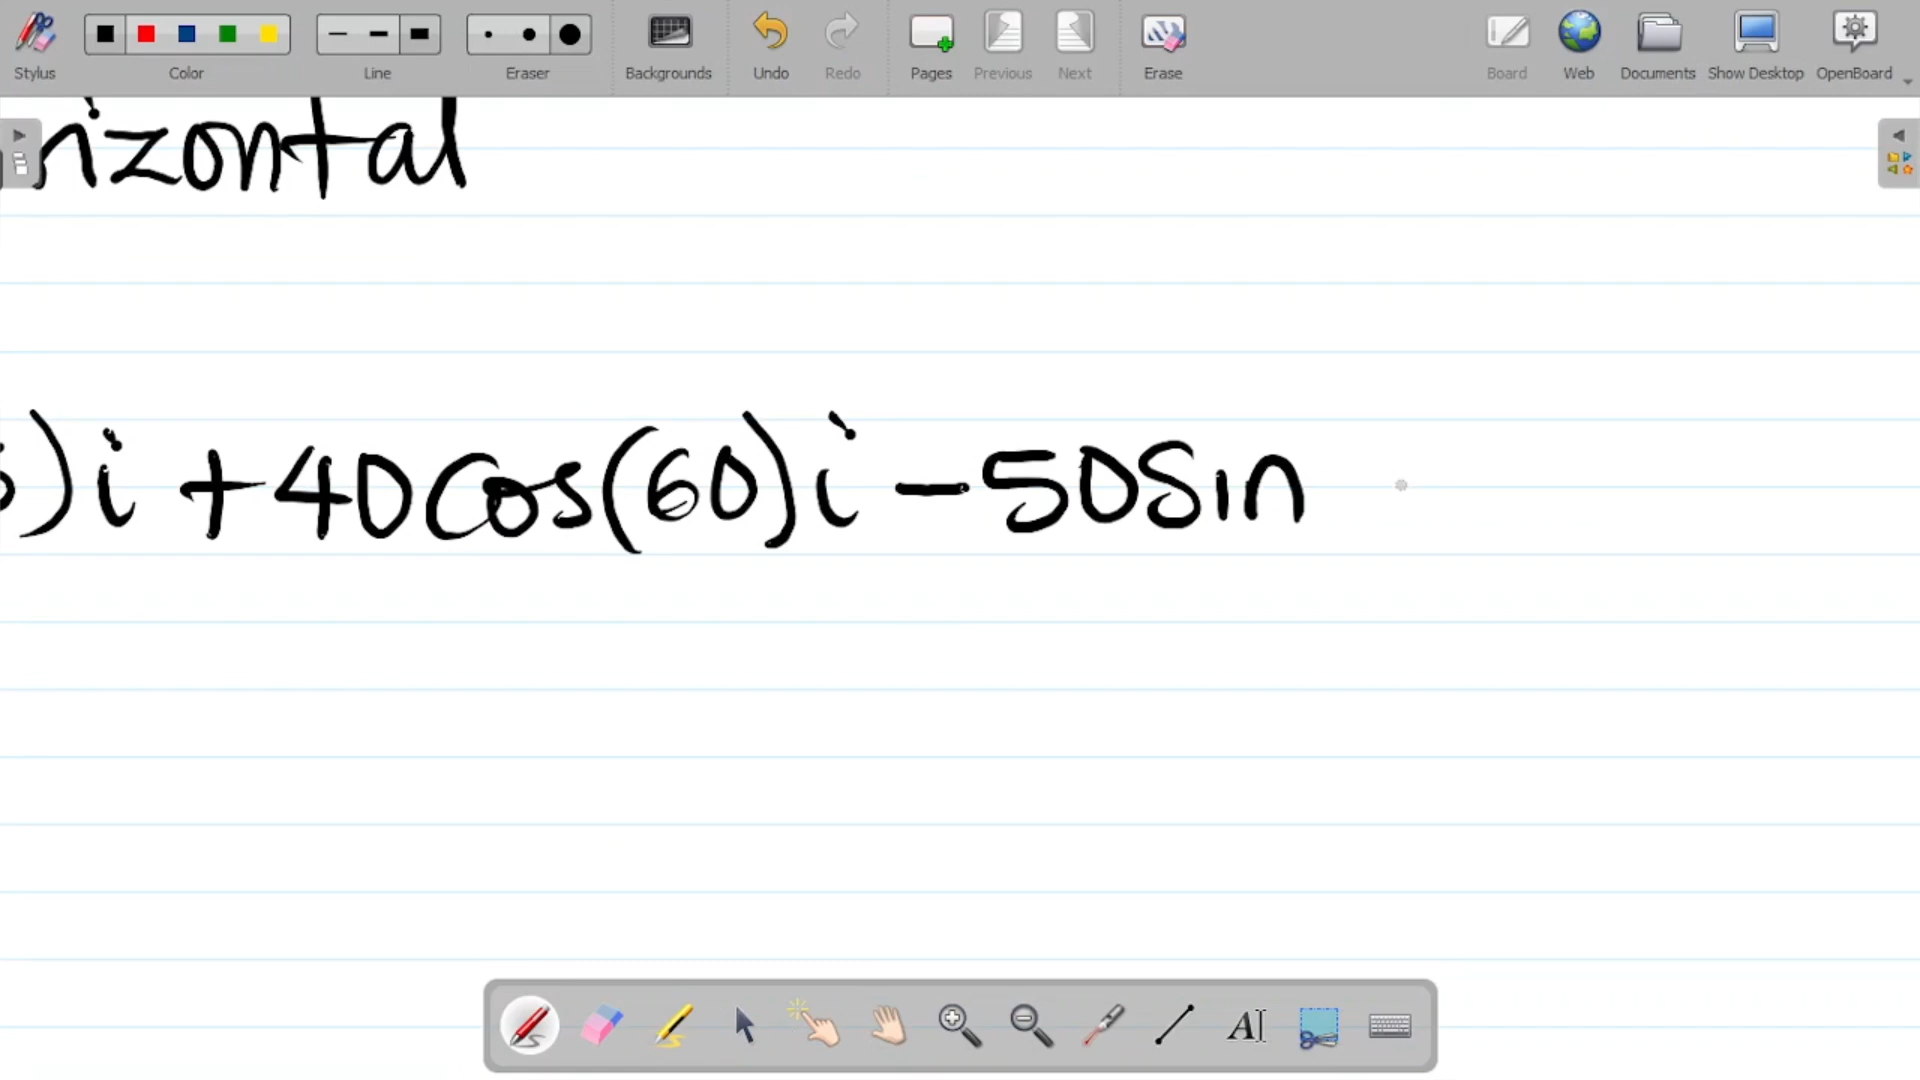 Stylus Color Line Eraser Backgrounds Undo Redo Pages Previous Next Erase Board Web Documents Show Desktop OpenBoard
rizontal
)i +40cos(60)i -50Sin